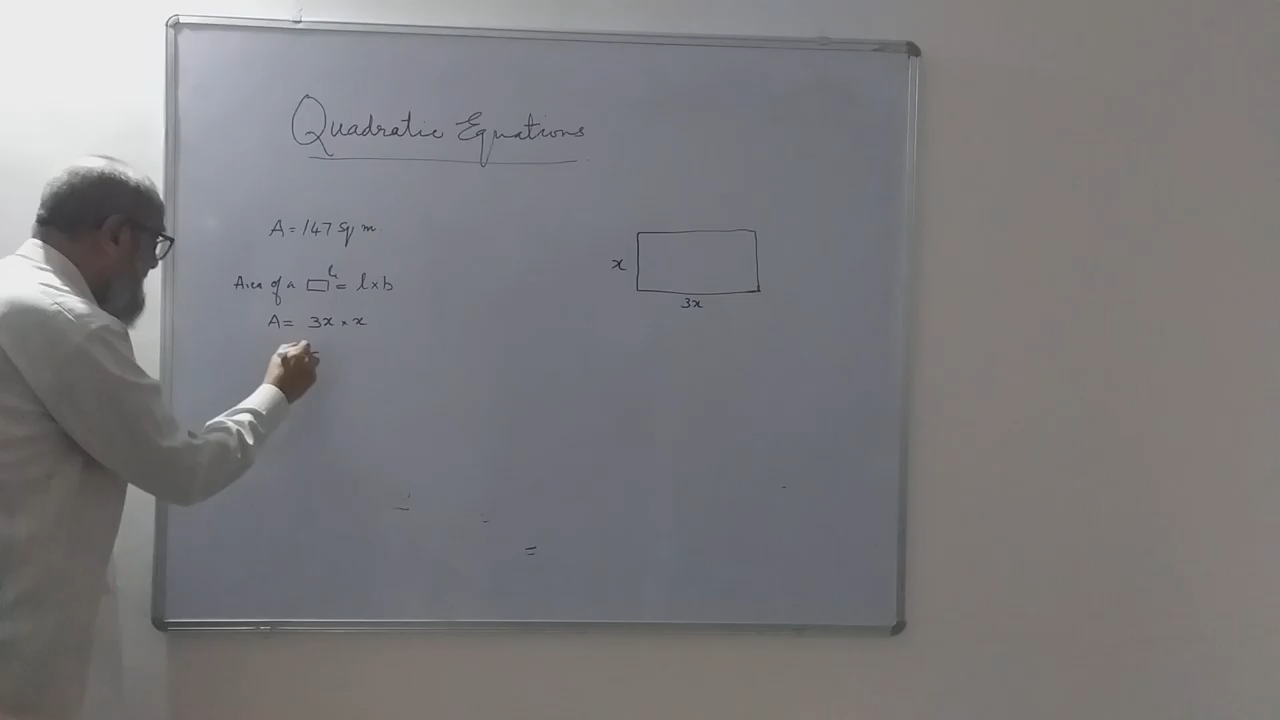 Quadratic Equations
A = 147 sq m
Area of a ▭ = l × b
A = 3x × x
x
3x
=